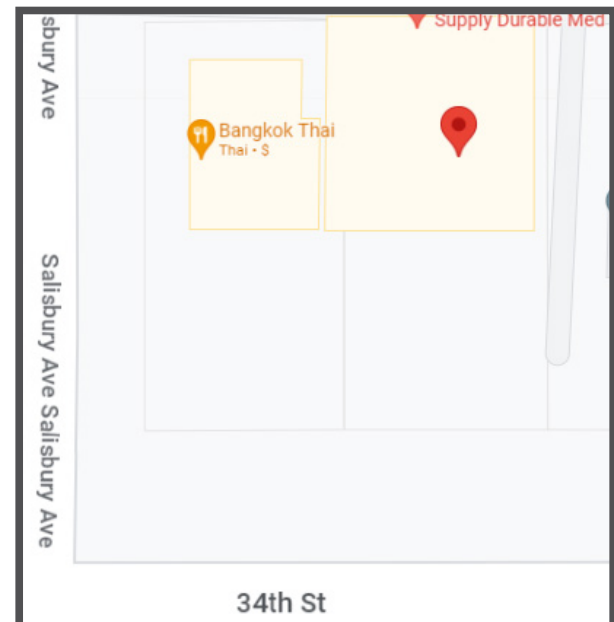 Supply Durable Med
sbury Ave
Bangkok Thai
Thai • $
Salisbury Ave Salisbury Ave
34th St